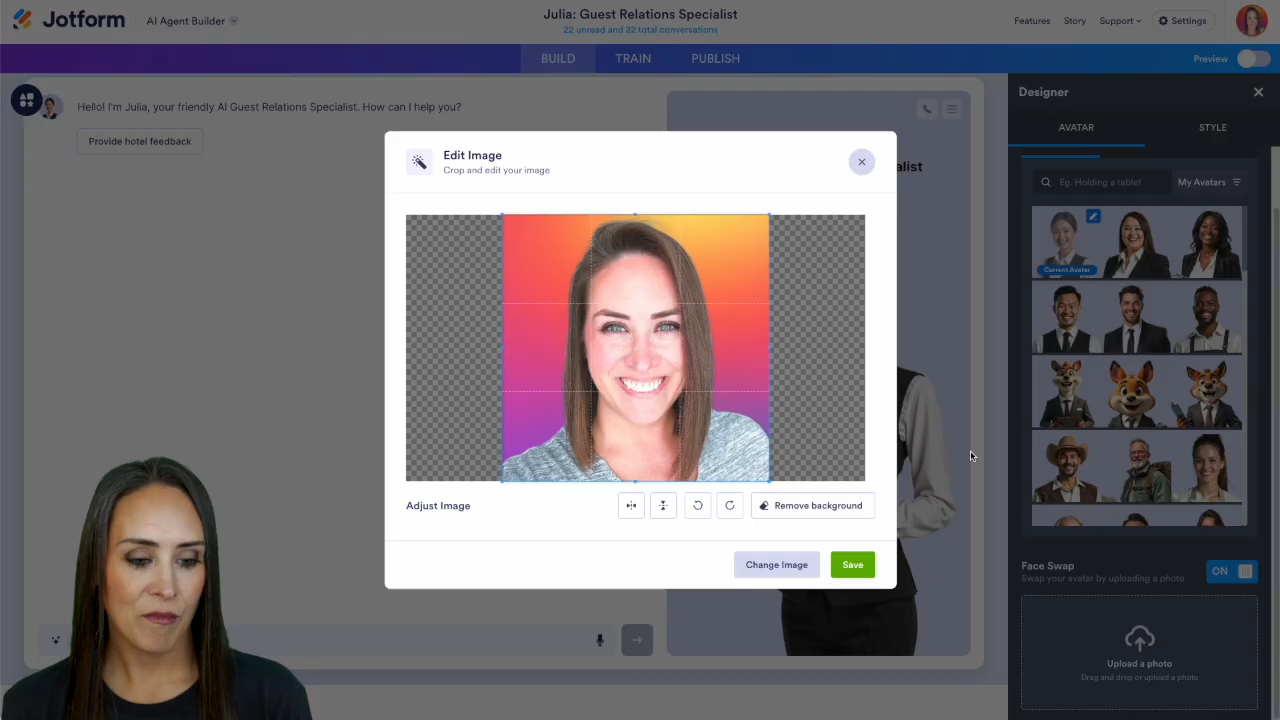 Jotform
AI Agent Builder
Julia: Guest Relations Specialist
22 unread and 22 total conversations
Features
Story
Support
Settings
BUILD
TRAIN
PUBLISH
Preview
Hello! I'm Julia, your friendly AI Guest Relations Specialist. How can I help you?
Provide hotel feedback
Designer
AVATAR
STYLE
Eg. Holding a tablet
My Avatars
Current Avatar
Edit Image
Crop and edit your image
Adjust Image
Remove background
Change Image
Save
Face Swap
Swap your avatar by uploading a photo
ON
Upload a photo
Drag and drop or upload a photo